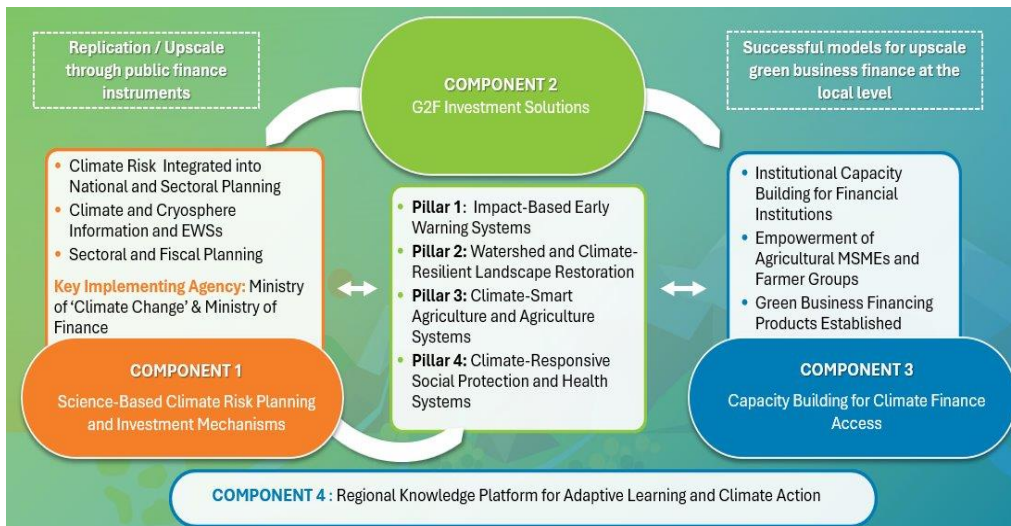 Replication / Upscale
through public finance
instruments
COMPONENT 2
G2F Investment Solutions
Successful models for upscale
green business finance at the
local level
• Climate Risk Integrated into
National and Sectoral Planning
• Climate and Cryosphere
Information and EWSs
• Sectoral and Fiscal Planning
Key Implementing Agency: Ministry
of ‘Climate Change’ & Ministry of
Finance
COMPONENT 1
Science-Based Climate Risk Planning
and Investment Mechanisms
• Pillar 1: Impact-Based Early
Warning Systems
• Pillar 2: Watershed and Climate-
Resilient Landscape Restoration
• Pillar 3: Climate-Smart
Agriculture and Agriculture
Systems
• Pillar 4: Climate-Responsive
Social Protection and Health
Systems
• Institutional Capacity
Building for Financial
Institutions
• Empowerment of
Agricultural MSMEs and
Farmer Groups
• Green Business Financing
Products Established
COMPONENT 3
Capacity Building for Climate Finance
Access
COMPONENT 4 : Regional Knowledge Platform for Adaptive Learning and Climate Action